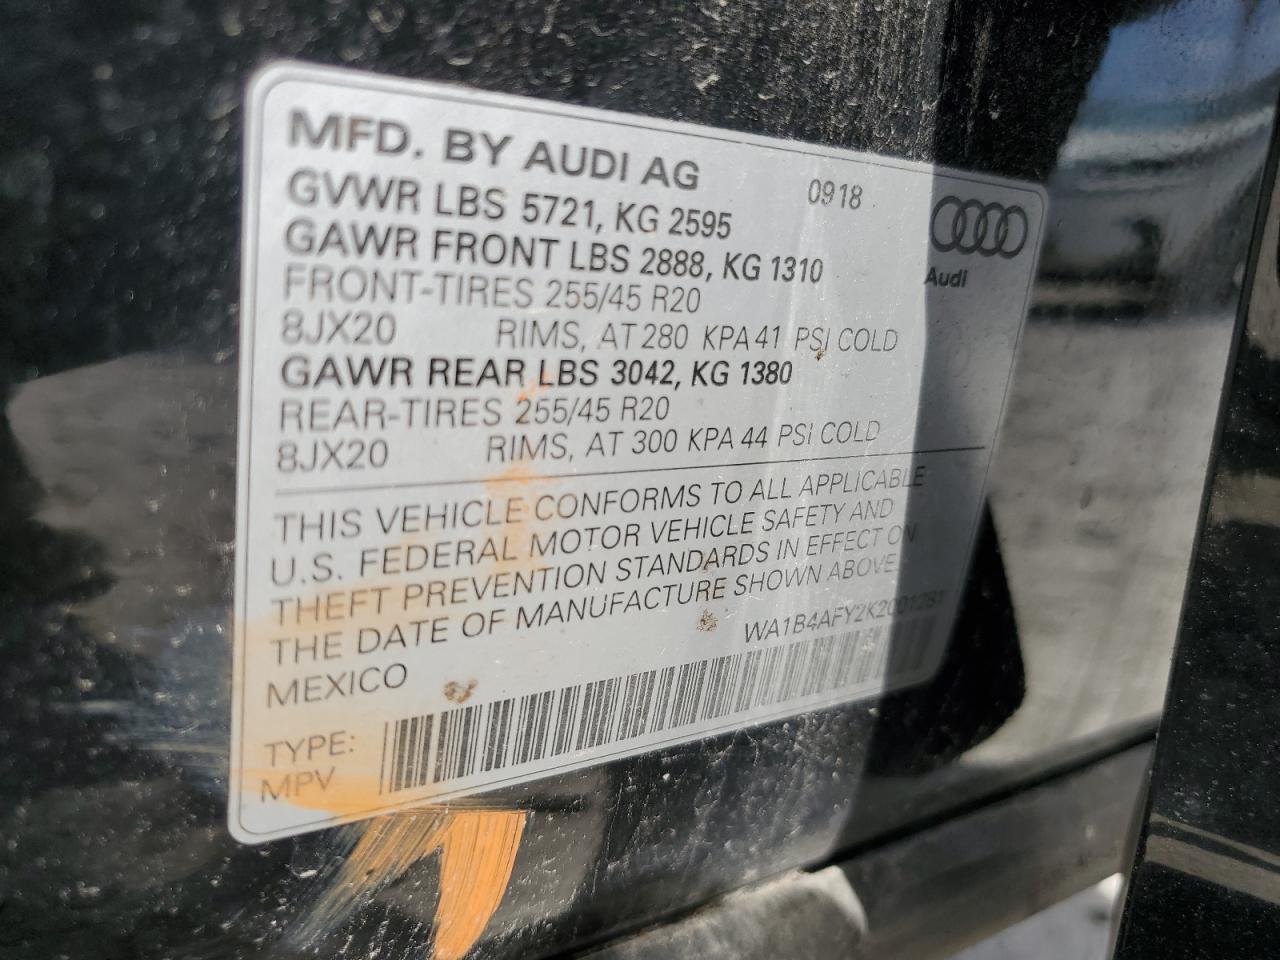 MFD. BY AUDI AG 0918
GVWR LBS 5721, KG 2595
GAWR FRONT LBS 2888, KG 1310
Audi
FRONT-TIRES 255/45 R20
8JX20 RIMS, AT 280 KPA 41 PSI COLD
GAWR REAR LBS 3042, KG 1380
REAR-TIRES 255/45 R20
8JX20 RIMS, AT 300 KPA 44 PSI COLD
THIS VEHICLE CONFORMS TO ALL APPLICABLE
U.S. FEDERAL MOTOR VEHICLE SAFETY AND
THEFT PREVENTION STANDARDS IN EFFECT ON
THE DATE OF MANUFACTURE SHOWN ABOVE
MEXICO WA1B4AFY2K2001281
TYPE:
MPV